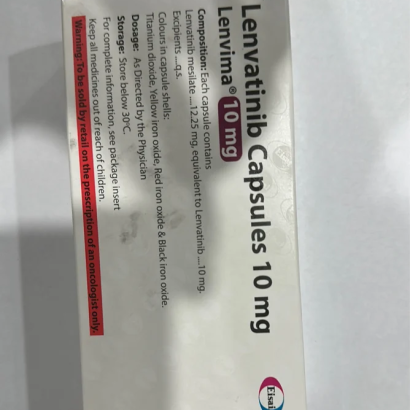 Lenvatinib Capsules 10 mg
Lenvima® 10 mg
Composition: Each capsule contains
Lenvatinib mesilate ....12.25 mg, equivalent to Lenvatinib ....10 mg.
Excipients ....q.s.
Colours in capsule shells:
Titanium dioxide, Yellow iron oxide, Red iron oxide & Black iron oxide.
Dosage: As Directed by the Physician
Storage: Store below 30°C.
For complete information, see package insert
Keep all medicines out of reach of children.
Warning: To be sold by retail on the prescription of an oncologist only.
Eisai